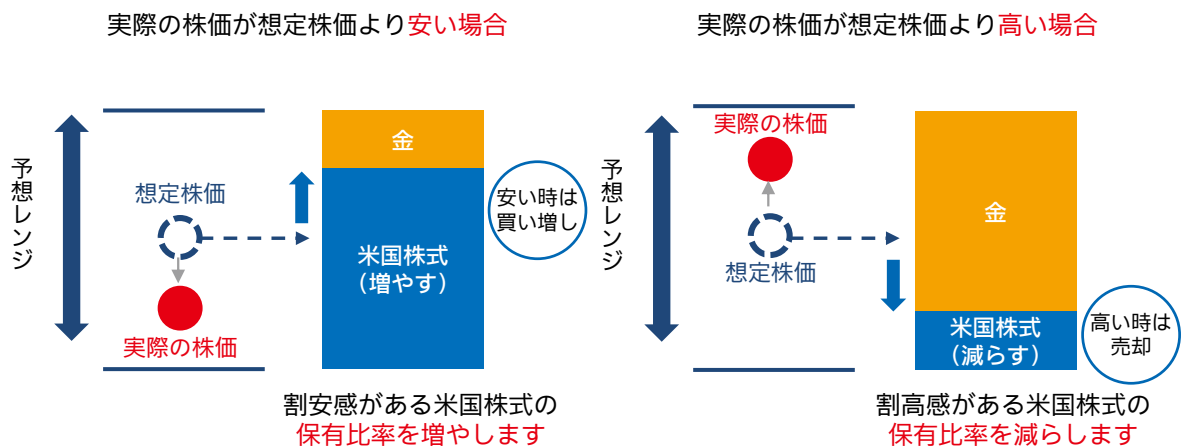 実際の株価が想定株価より安い場合
予想レンジ
想定株価
実際の株価
金
米国株式
（増やす）
安い時は
買い増し
割安感がある米国株式の
保有比率を増やします
実際の株価が想定株価より高い場合
予想レンジ
実際の株価
想定株価
金
米国株式
（減らす）
高い時は
売却
割高感がある米国株式の
保有比率を減らします